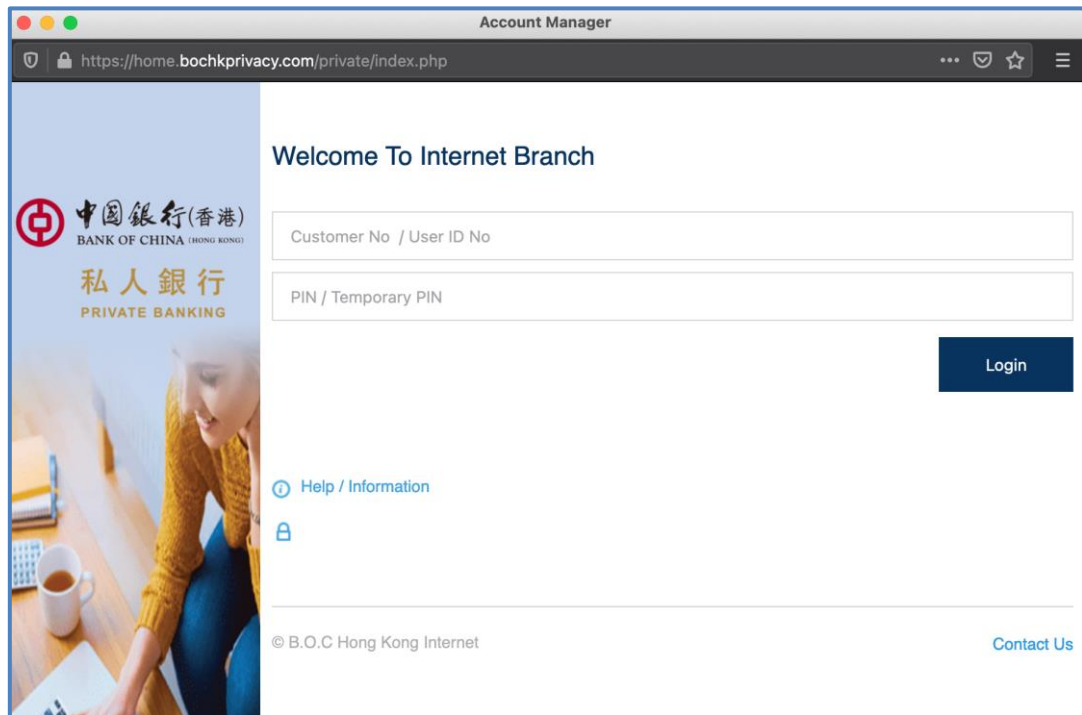 Account Manager
https://home.bochkprivacy.com/private/index.php
中國銀行(香港)
BANK OF CHINA (HONG KONG)
私人銀行
PRIVATE BANKING
Welcome To Internet Branch
Customer No / User ID No
PIN / Temporary PIN
Login
Help / Information
© B.O.C Hong Kong Internet
Contact Us